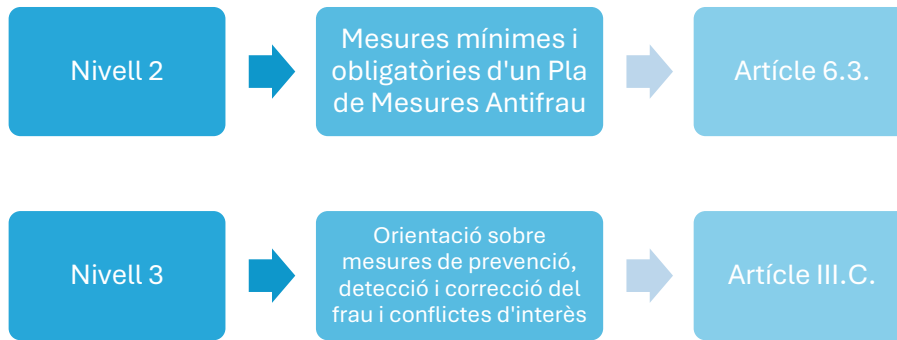 Nivell 2
Mesures mínimes i
obligatòries d'un Pla
de Mesures Antifrau
Artícle 6.3.
Nivell 3
Orientació sobre
mesures de prevenció,
detecció i correcció del
frau i conflictes d'interès
Artícle III.C.